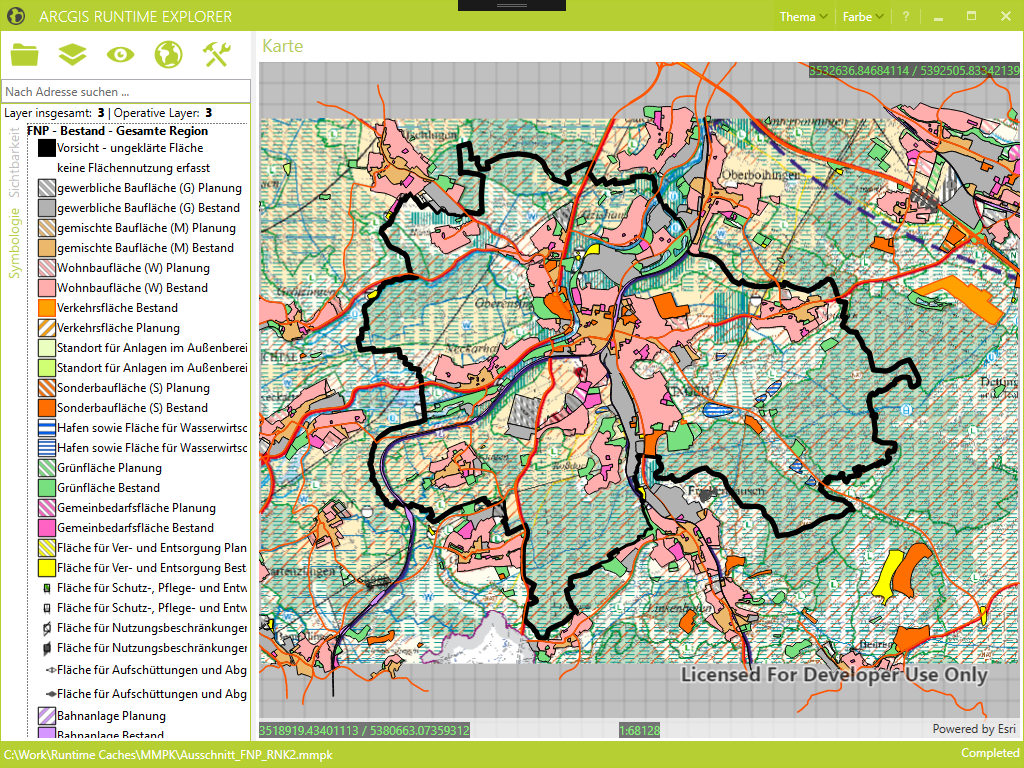 ARCGIS RUNTIME EXPLORER
Thema
Farbe
?
Karte
3532636.84684114 / 5392505.83342139
Nach Adresse suchen ...
Layer insgesamt: 3 | Operative Layer: 3
Sichtbarkeit
Symbologie
FNP - Bestand - Gesamte Region
Vorsicht - ungeklärte Fläche
keine Flächennutzung erfasst
gewerbliche Baufläche (G) Planung
gewerbliche Baufläche (G) Bestand
gemischte Baufläche (M) Planung
gemischte Baufläche (M) Bestand
Wohnbaufläche (W) Planung
Wohnbaufläche (W) Bestand
Verkehrsfläche Bestand
Verkehrsfläche Planung
Standort für Anlagen im Außenberei
Standort für Anlagen im Außenberei
Sonderbaufläche (S) Planung
Sonderbaufläche (S) Bestand
Hafen sowie Fläche für Wasserwirtsc
Hafen sowie Fläche für Wasserwirtsc
Grünfläche Planung
Grünfläche Bestand
Gemeinbedarfsfläche Planung
Gemeinbedarfsfläche Bestand
Fläche für Ver- und Entsorgung Plan
Fläche für Ver- und Entsorgung Best
Fläche für Schutz-, Pflege- und Entw
Fläche für Schutz-, Pflege- und Entw
Fläche für Nutzungsbeschränkunger
Fläche für Nutzungsbeschränkunger
Fläche für Aufschüttungen und Abg
Fläche für Aufschüttungen und Abg
Bahnanlage Planung
Bahnanlage Bestand
Oberboihingen
Neckarha
Licensed For Developer Use Only
3518919.43401113 / 5380663.07359312
1:68128
Powered by Esri
C:\Work\Runtime Caches\MMPK\Ausschnitt_FNP_RNK2.mmpk
Completed